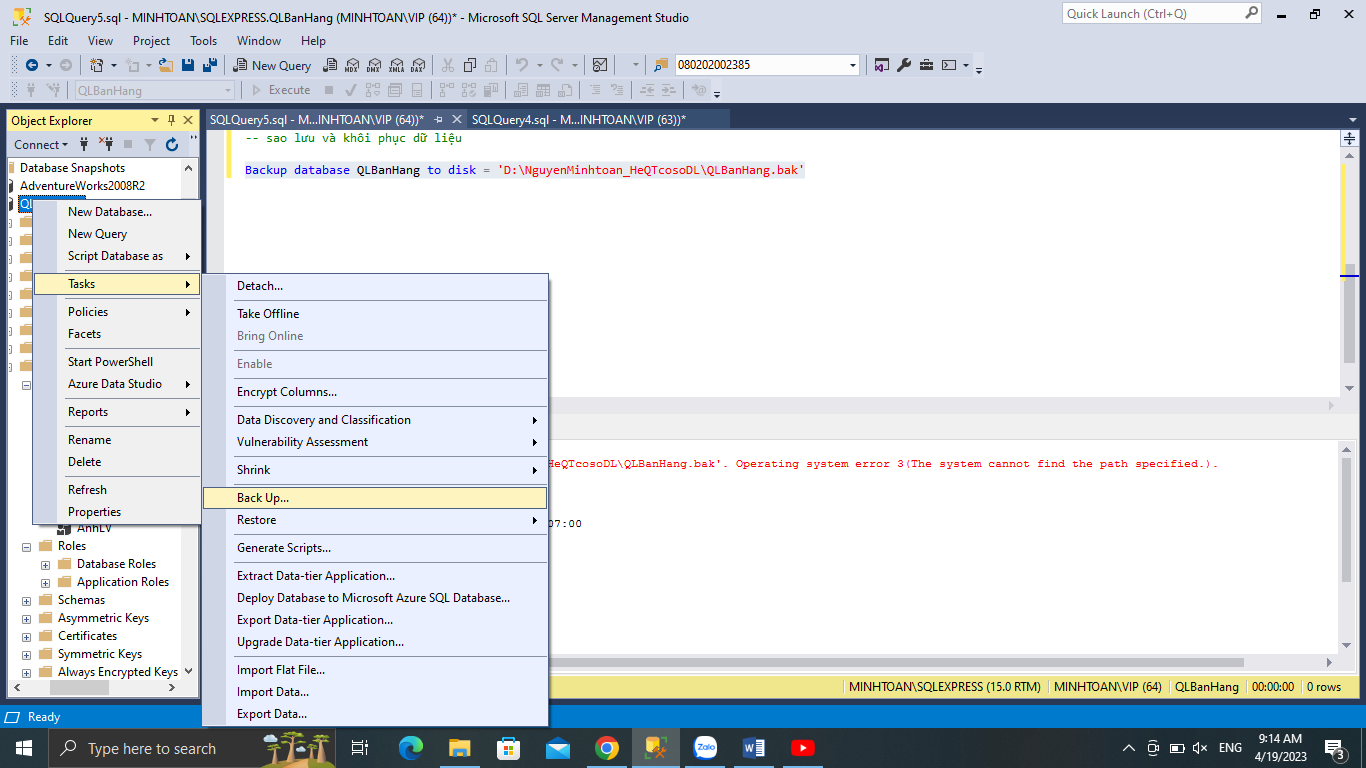 SQLQuery5.sql - MINHTOAN\SQLEXPRESS.QLBanHang (MINHTOAN\VIP (64))* - Microsoft SQL Server Management Studio
Quick Launch (Ctrl+Q)
File Edit View Project Tools Window Help
New Query
MDX DMX XMLA DAX
080202002385
QLBanHang
Execute
Object Explorer
SQLQuery5.sql - M...INHTOAN\VIP (64))*
SQLQuery4.sql - M...INHTOAN\VIP (63))*
Connect
Database Snapshots
AdventureWorks2008R2
QL
-- sao lưu và khôi phục dữ liệu
Backup database QLBanHang to disk = 'D:\NguyenMinhtoan_HeQTcosoDL\QLBanHang.bak'
New Database...
New Query
Script Database as
Tasks
Policies
Facets
Start PowerShell
Azure Data Studio
Reports
Rename
Delete
Refresh
Properties
Detach...
Take Offline
Bring Online
Enable
Encrypt Columns...
Data Discovery and Classification
Vulnerability Assessment
Shrink
Back Up...
Restore
Generate Scripts...
Extract Data-tier Application...
Deploy Database to Microsoft Azure SQL Database...
Export Data-tier Application...
Upgrade Data-tier Application...
Import Flat File...
Import Data...
Export Data...
HeQTcosoDL\QLBanHang.bak'. Operating system error 3(The system cannot find the path specified.).
07:00
AnhLV
Roles
Database Roles
Application Roles
Schemas
Asymmetric Keys
Certificates
Symmetric Keys
Always Encrypted Keys
MINHTOAN\SQLEXPRESS (15.0 RTM) MINHTOAN\VIP (64) QLBanHang 00:00:00 0 rows
Ready
Type here to search
Zalo
ENG
9:14 AM
4/19/2023
3